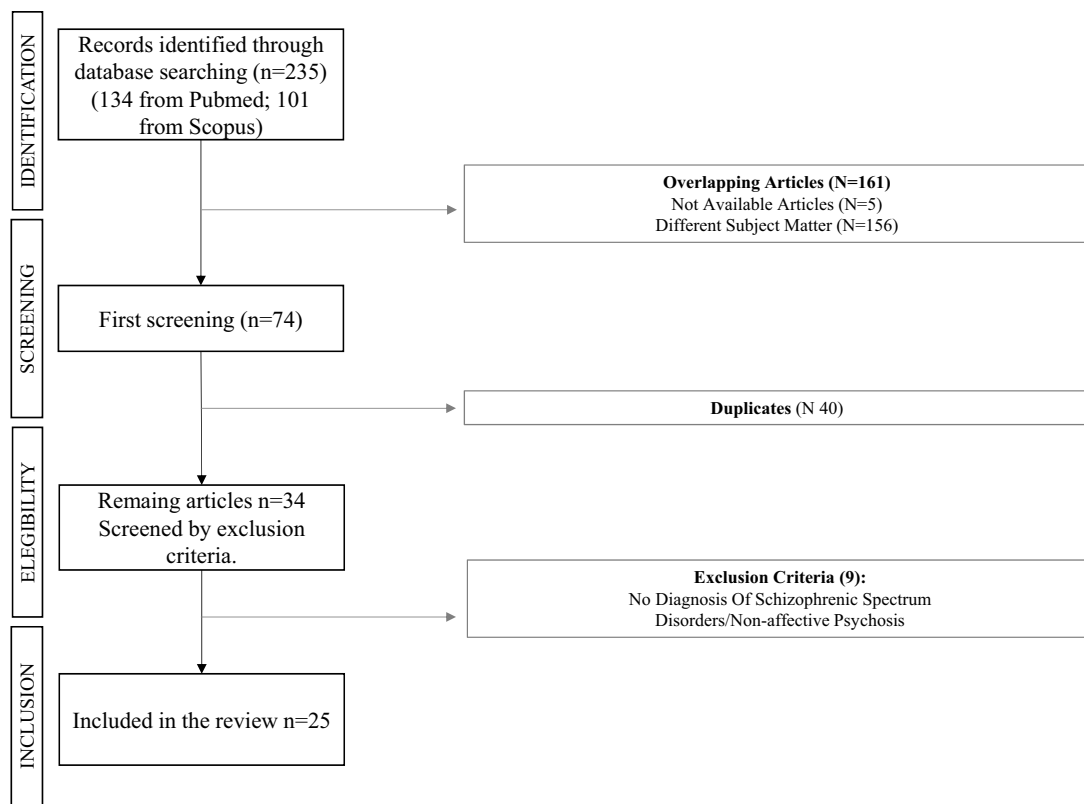 IDENTIFICATION
Records identified through
database searching (n=235)
(134 from Pubmed; 101
from Scopus)
Overlapping Articles (N=161)
Not Available Articles (N=5)
Different Subject Matter (N=156)
SCREENING
First screening (n=74)
Duplicates (N 40)
ELEGIBILITY
Remaing articles n=34
Screened by exclusion
criteria.
Exclusion Criteria (9):
No Diagnosis Of Schizophrenic Spectrum
Disorders/Non-affective Psychosis
INCLUSION
Included in the review n=25